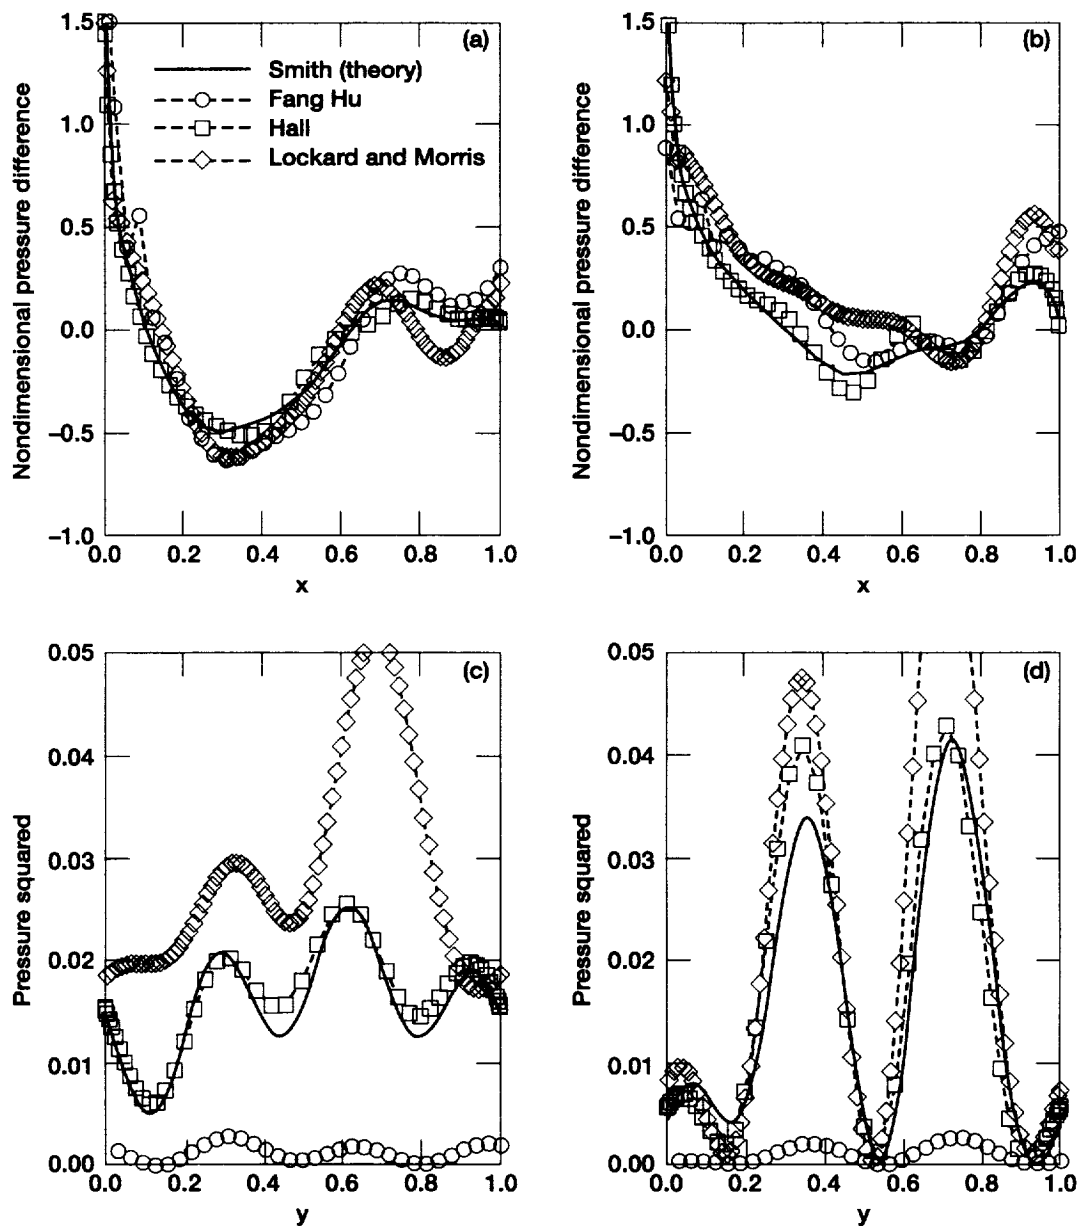 (a)
Nondimensional pressure difference
1.5
1.0
0.5
0.0
−0.5
−1.0
Smith (theory)
Fang Hu
Hall
Lockard and Morris
0.0 0.2 0.4 0.6 0.8 1.0
x
(b)
Nondimensional pressure difference
1.5
1.0
0.5
0.0
−0.5
−1.0
0.0 0.2 0.4 0.6 0.8 1.0
x
(c)
Pressure squared
0.05
0.04
0.03
0.02
0.01
0.00
0.0 0.2 0.4 0.6 0.8 1.0
y
(d)
Pressure squared
0.05
0.04
0.03
0.02
0.01
0.00
0.0 0.2 0.4 0.6 0.8 1.0
y